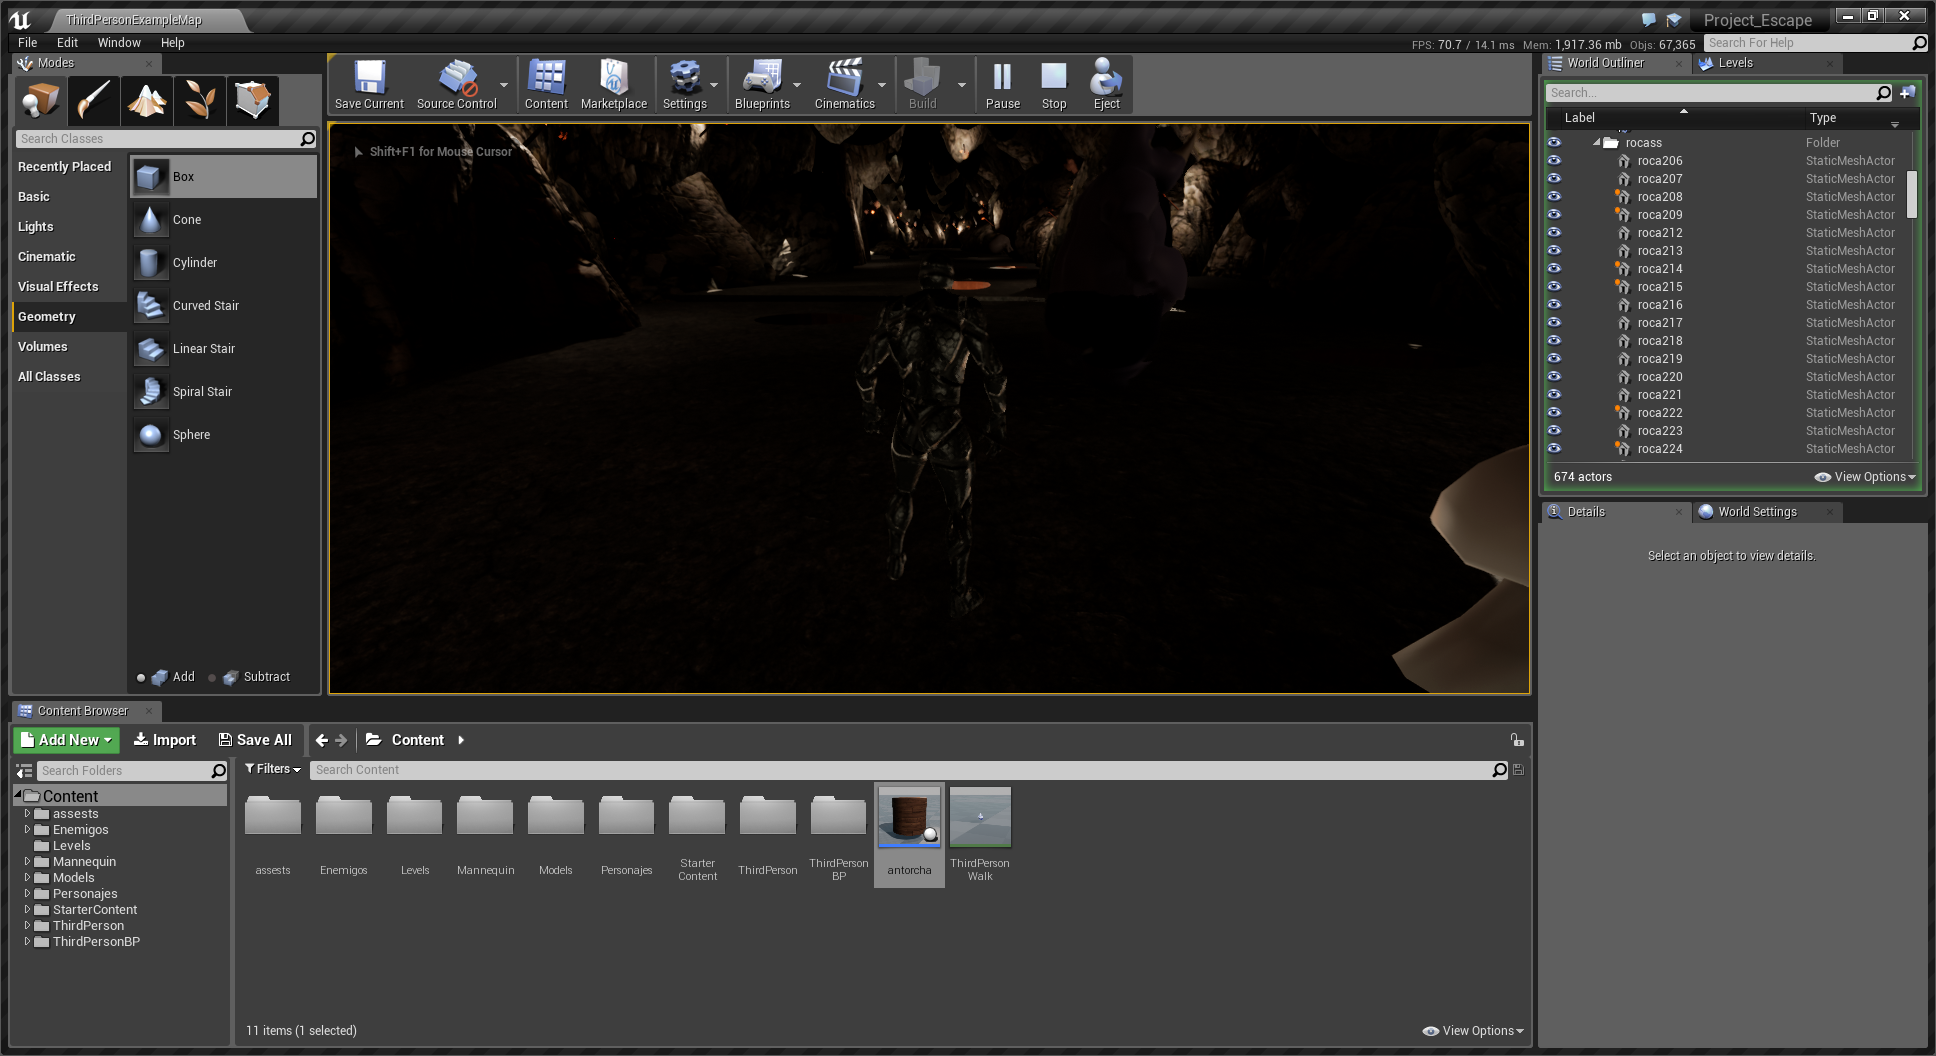 ThirdPersonExampleMap
Project_Escape
File Edit Window Help
FPS: 70.7 / 14.1 ms Mem: 1,917.36 mb Objs: 67,365
Search For Help
Modes
Search Classes
Recently Placed
Basic
Lights
Cinematic
Visual Effects
Geometry
Volumes
All Classes
Box
Cone
Cylinder
Curved Stair
Linear Stair
Spiral Stair
Sphere
Add Subtract
Save Current Source Control Content Marketplace Settings Blueprints Cinematics Build Pause Stop Eject
Shift+F1 for Mouse Cursor
World Outliner Levels
Search...
Label Type
rocass Folder
roca206 StaticMeshActor
roca207 StaticMeshActor
roca208 StaticMeshActor
roca209 StaticMeshActor
roca212 StaticMeshActor
roca213 StaticMeshActor
roca214 StaticMeshActor
roca215 StaticMeshActor
roca216 StaticMeshActor
roca217 StaticMeshActor
roca218 StaticMeshActor
roca219 StaticMeshActor
roca220 StaticMeshActor
roca221 StaticMeshActor
roca222 StaticMeshActor
roca223 StaticMeshActor
roca224 StaticMeshActor
674 actors View Options
Details World Settings
Select an object to view details.
Content Browser
Add New Import Save All Content
Search Folders
Filters Search Content
Content
assests
Enemigos
Levels
Mannequin
Models
Personajes
StarterContent
ThirdPerson
ThirdPersonBP
assests Enemigos Levels Mannequin Models Personajes Starter Content ThirdPerson ThirdPerson BP antorcha ThirdPerson Walk
11 items (1 selected) View Options